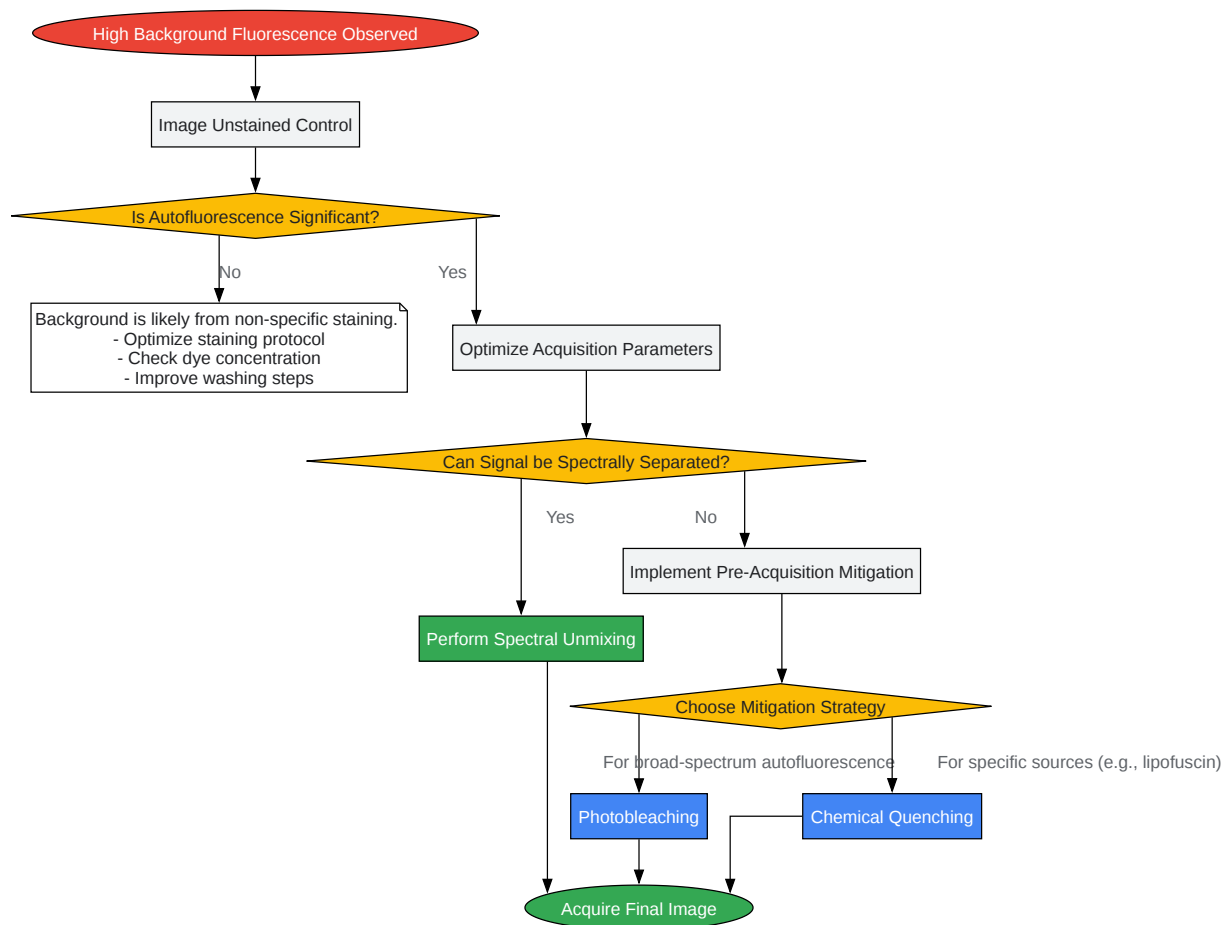 High Background Fluorescence Observed
Image Unstained Control
Is Autofluorescence Significant?
No
Yes
Background is likely from non-specific staining.
- Optimize staining protocol
- Check dye concentration
- Improve washing steps
Optimize Acquisition Parameters
Can Signal be Spectrally Separated?
Yes
No
Implement Pre-Acquisition Mitigation
Perform Spectral Unmixing
Choose Mitigation Strategy
For broad-spectrum autofluorescence
For specific sources (e.g., lipofuscin)
Photobleaching
Chemical Quenching
Acquire Final Image